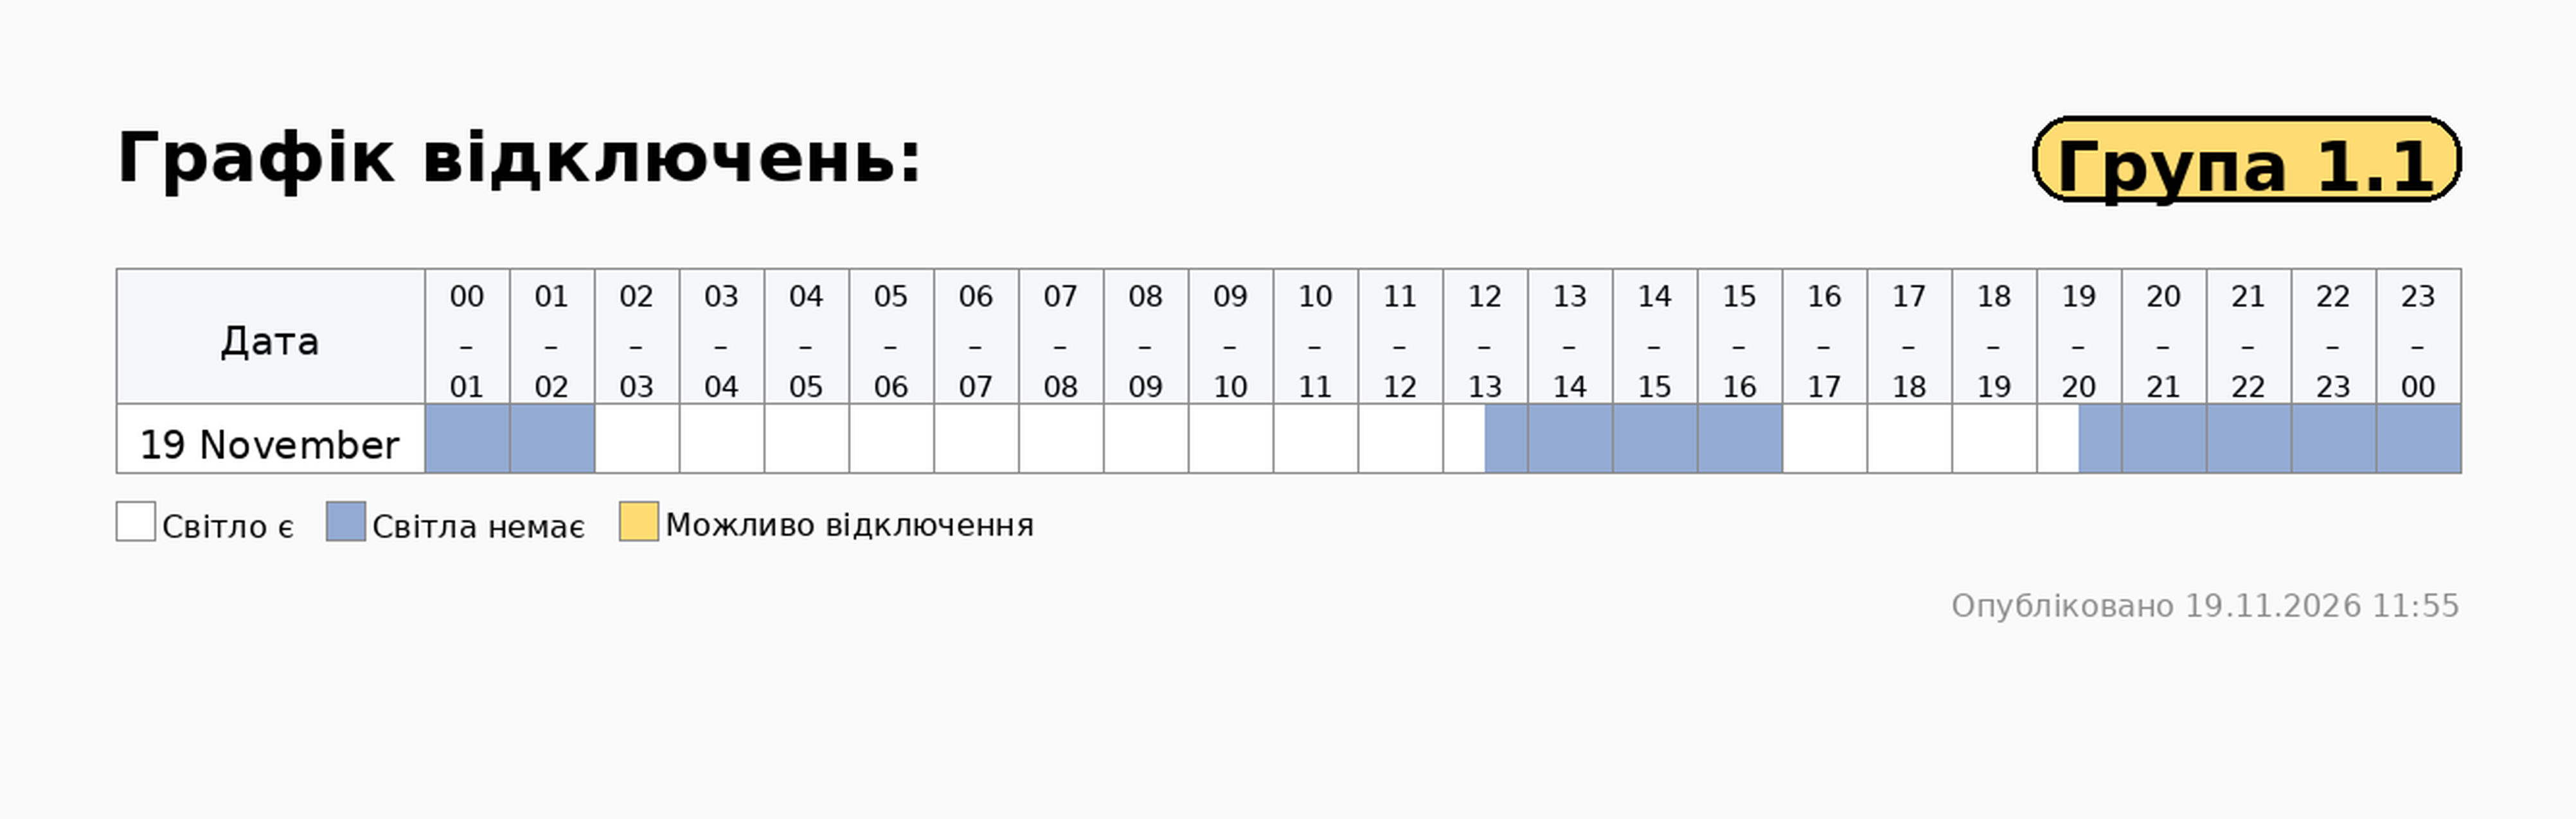 Графік відключень:
Група 1.1
Дата
00 – 01
01 – 02
02 – 03
03 – 04
04 – 05
05 – 06
06 – 07
07 – 08
08 – 09
09 – 10
10 – 11
11 – 12
12 – 13
13 – 14
14 – 15
15 – 16
16 – 17
17 – 18
18 – 19
19 – 20
20 – 21
21 – 22
22 – 23
23 – 00
19 November
Світло є
Світла немає
Можливо відключення
Опубліковано 19.11.2026 11:55